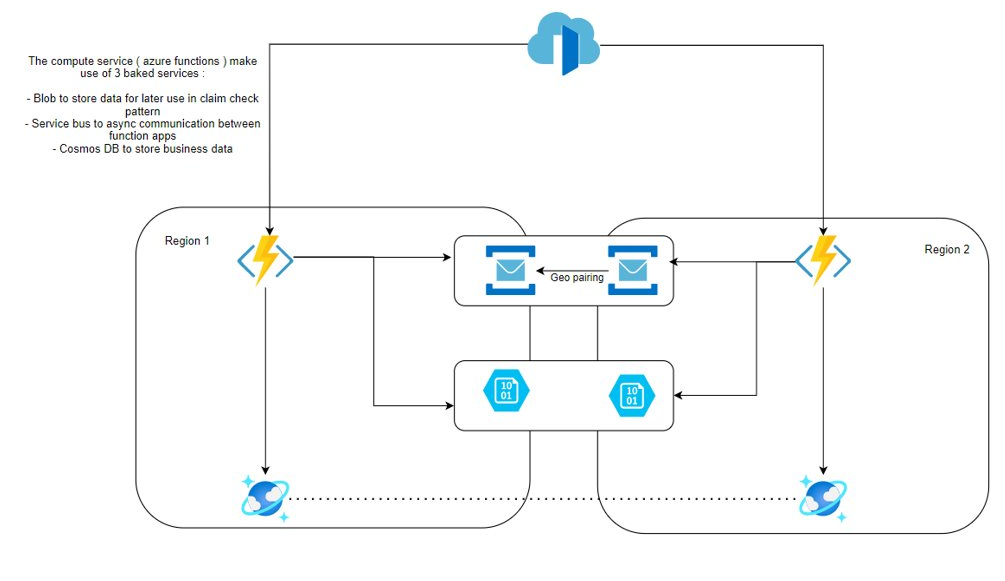 The compute service ( azure functions ) make
use of 3 baked services :
- Blob to store data for later use in claim check
pattern
- Service bus to async communication between
function apps
- Cosmos DB to store business data
Region 1
Region 2
Geo pairing
10
01
10
01